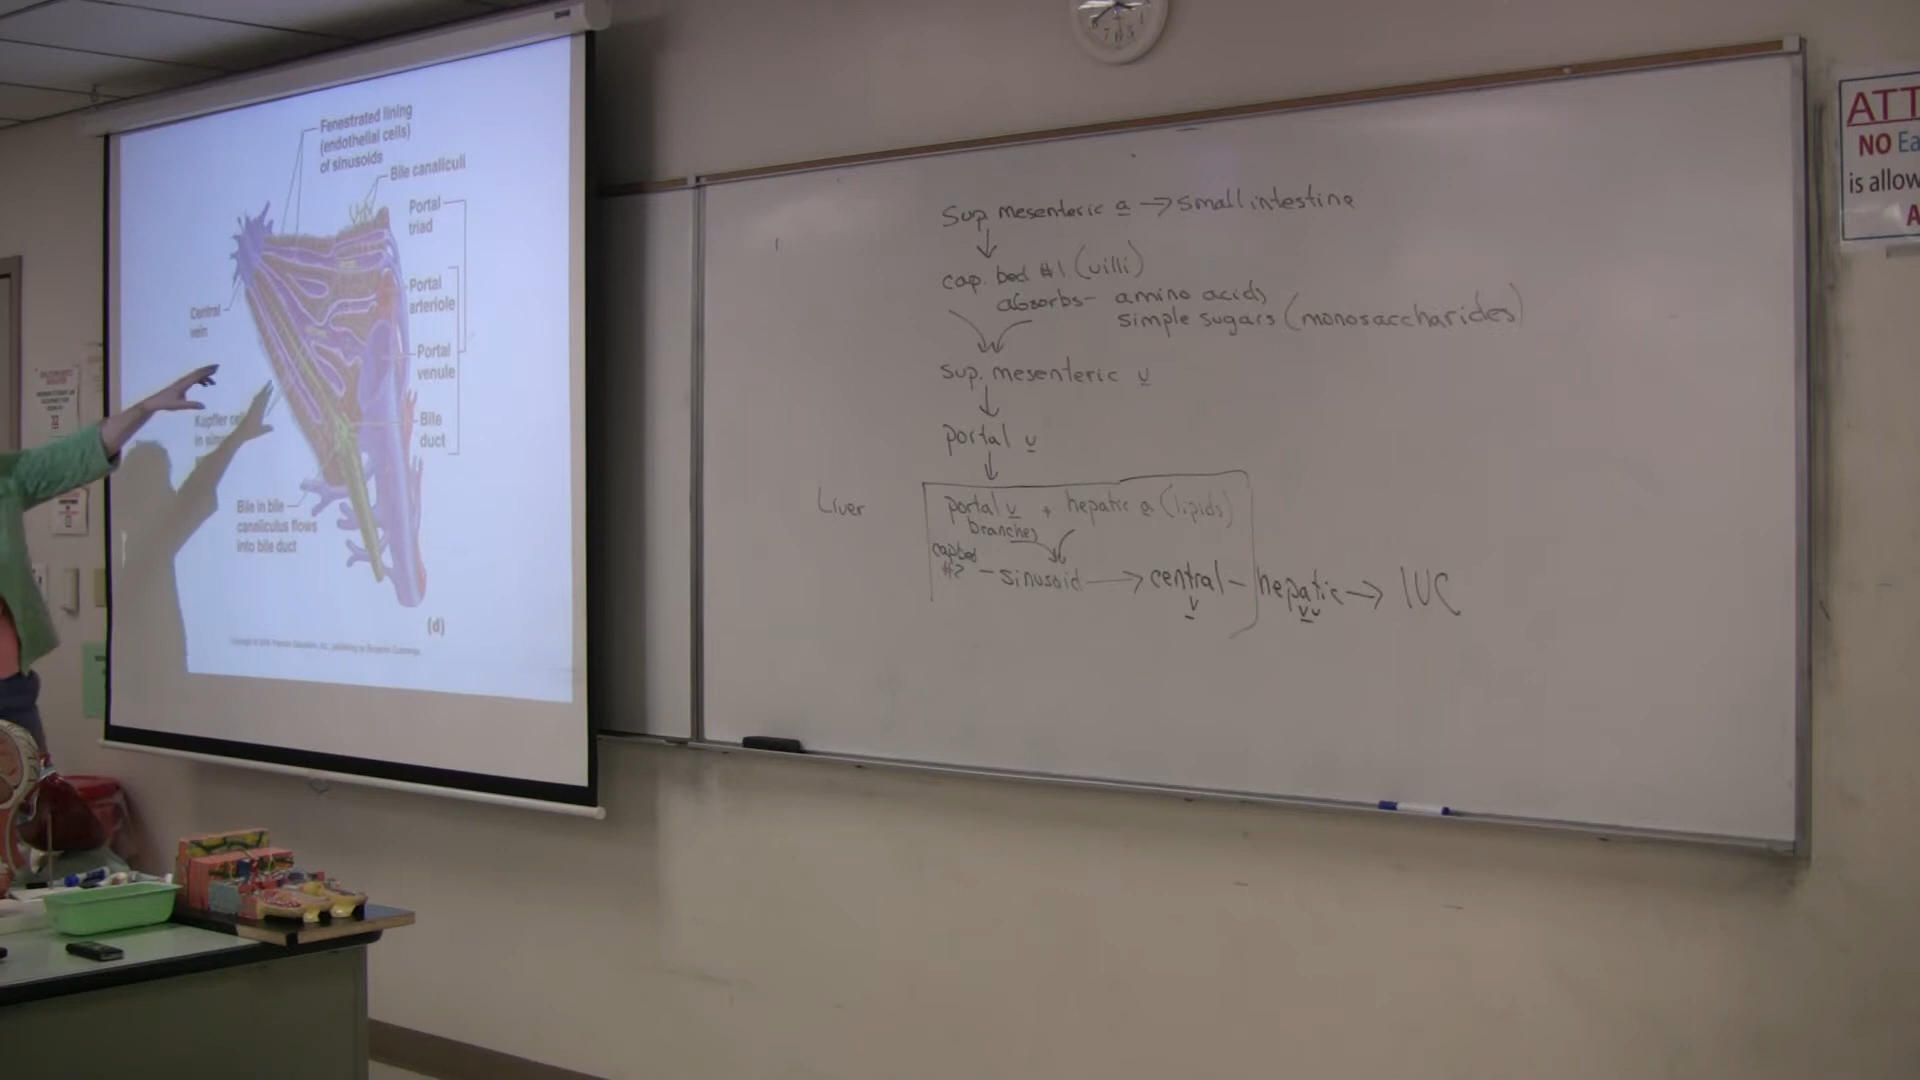 Fenestrated lining
(endothelial cells)
of sinusoids
Bile canaliculi
Portal
triad
Portal
arteriole
Central
vein
Portal
venule
Bile
duct
Bile in bile
canaliculus flows
into bile duct
(d)
Sup mesenteric a → small intestine
cap. bed #1 (villi)
absorbs- amino acids
simple sugars (monosaccharides)
sup. mesenteric v
portal v
Liver
portal v + hepatic a (lipids)
branches
cap bed
#2 - sinusoid → central - hepatic → IVC
v vv
ATT
NO Ea
is allow
A